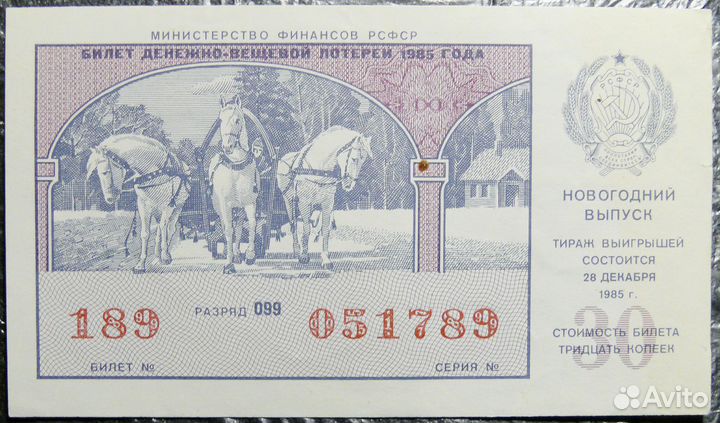 МИНИСТЕРСТВО ФИНАНСОВ РСФСР
БИЛЕТ ДЕНЕЖНО-ВЕЩЕВОЙ ЛОТЕРЕИ 1985 ГОДА
РСФСР
НОВОГОДНИЙ
ВЫПУСК
ТИРАЖ ВЫИГРЫШЕЙ
СОСТОИТСЯ
28 ДЕКАБРЯ
1985 г.
30
СТОИМОСТЬ БИЛЕТА
ТРИДЦАТЬ КОПЕЕК
189 РАЗРЯД 099 051789
БИЛЕТ № СЕРИЯ №
Avito